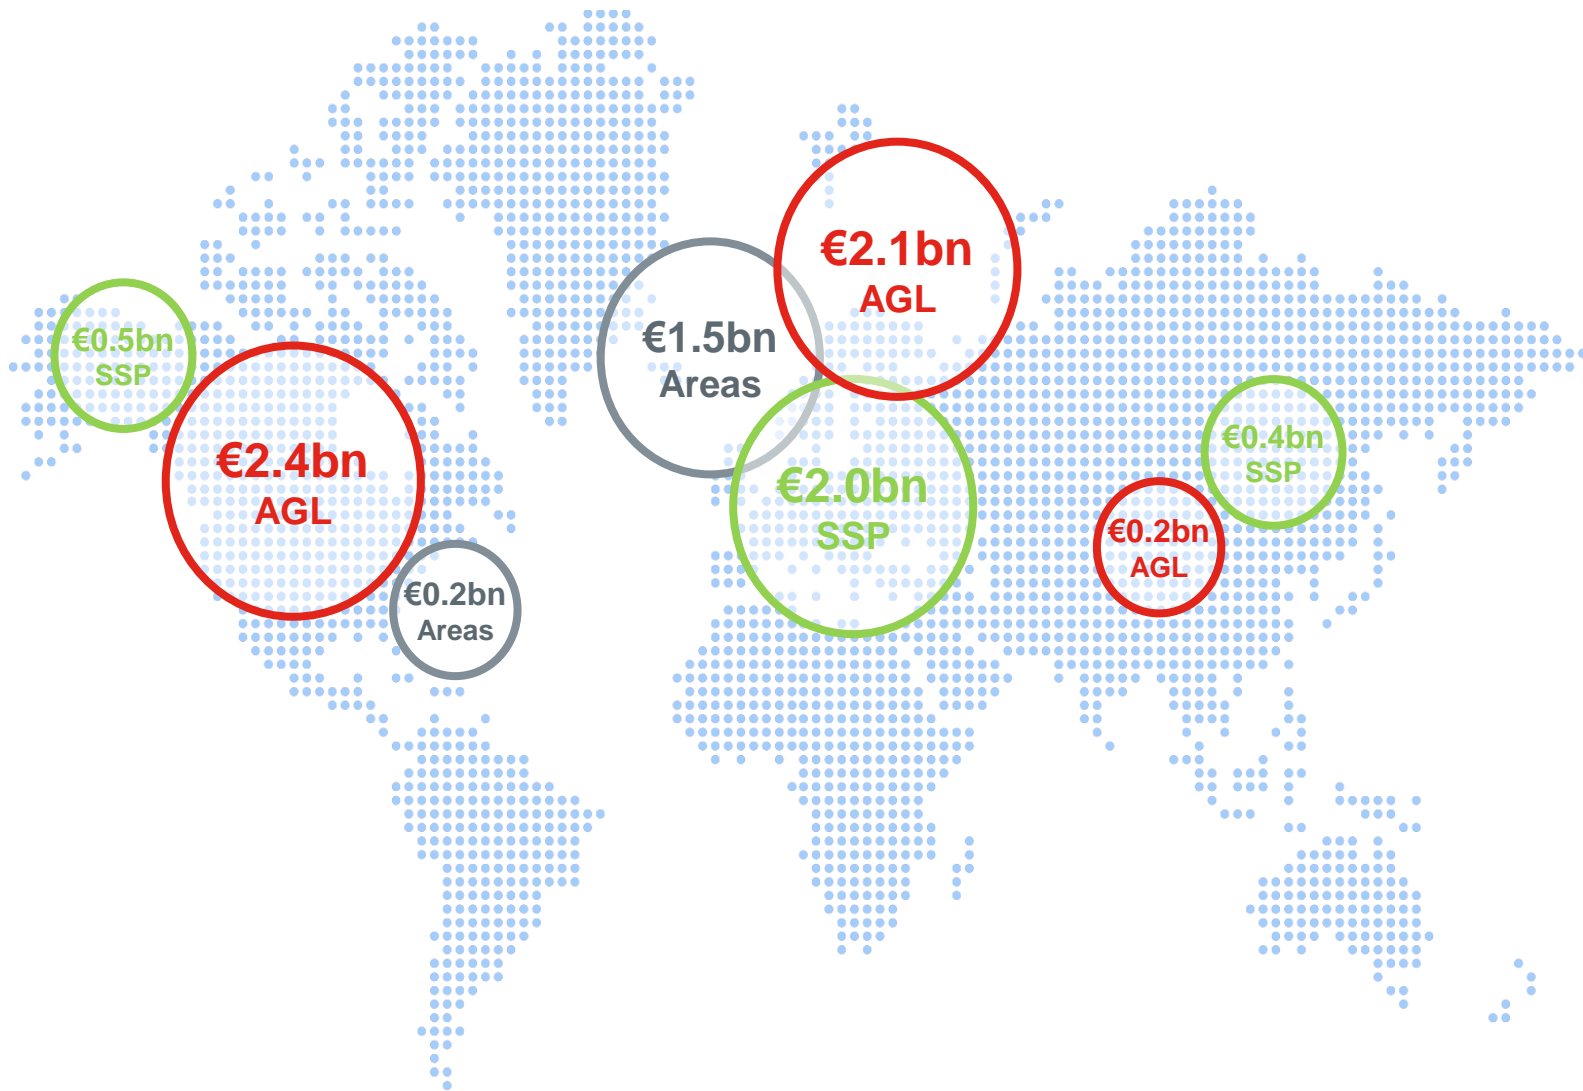 €2.1bn
AGL
€1.5bn
Areas
€0.5bn
SSP
€2.4bn
AGL
€2.0bn
SSP
€0.4bn
SSP
€0.2bn
AGL
€0.2bn
Areas